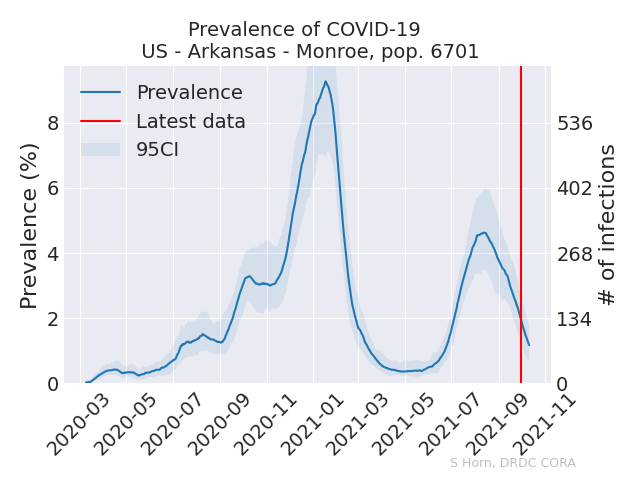 Prevalence of COVID-19
US - Arkansas - Monroe, pop. 6701
Prevalence
Latest data
95CI
Prevalence (%)
8
6
4
2
0
536
402
268
134
0
# of infections
2020-03
2020-05
2020-07
2020-09
2020-11
2021-01
2021-03
2021-05
2021-07
2021-09
2021-11
S Horn, DRDC CORA